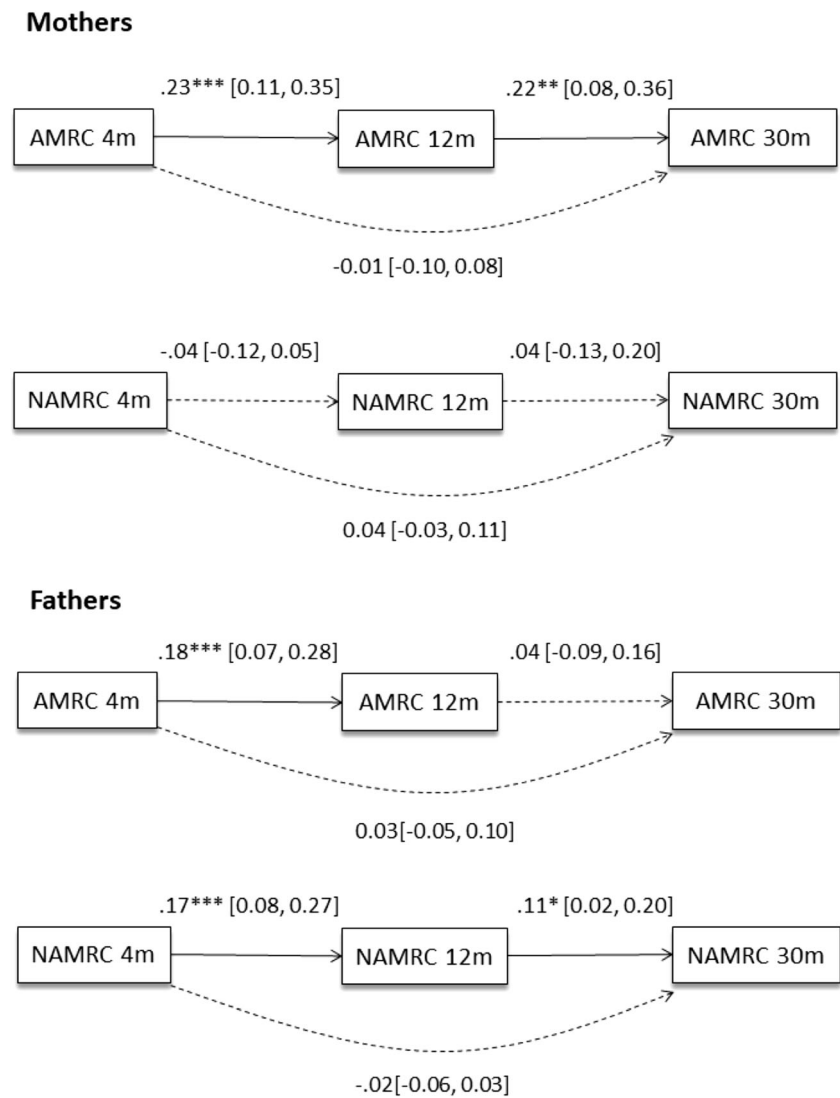 Mothers
.23*** [0.11, 0.35] .22** [0.08, 0.36]
AMRC 4m AMRC 12m AMRC 30m
-0.01 [-0.10, 0.08]
-.04 [-0.12, 0.05] .04 [-0.13, 0.20]
NAMRC 4m NAMRC 12m NAMRC 30m
0.04 [-0.03, 0.11]
Fathers
.18*** [0.07, 0.28] .04 [-0.09, 0.16]
AMRC 4m AMRC 12m AMRC 30m
0.03[-0.05, 0.10]
.17*** [0.08, 0.27] .11* [0.02, 0.20]
NAMRC 4m NAMRC 12m NAMRC 30m
-.02[-0.06, 0.03]